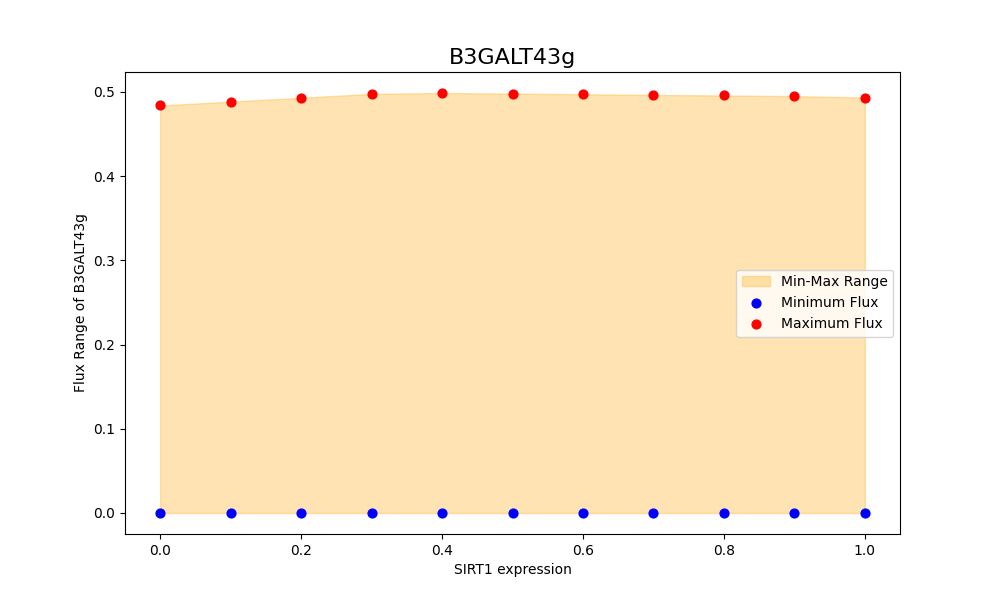 B3GALT43g
Flux Range of B3GALT43g
0.5
0.4
0.3
0.2
0.1
0.0
Min-Max Range
Minimum Flux
Maximum Flux
0.0 0.2 0.4 0.6 0.8 1.0
SIRT1 expression